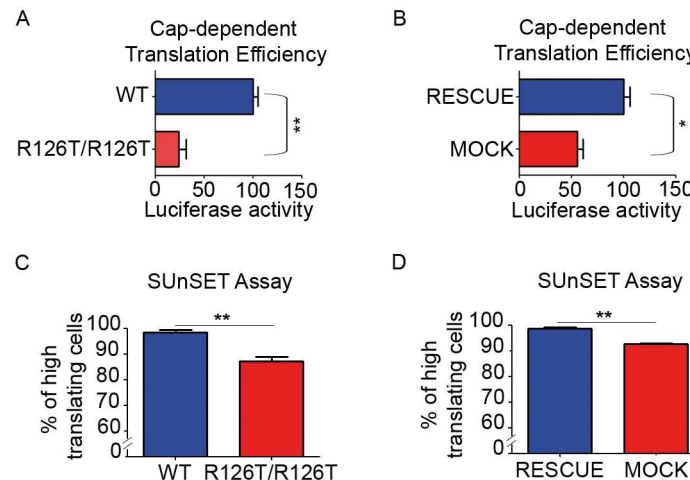 A
Cap-dependent
Translation Efficiency
WT
R126T/R126T
**
0 50 100 150
Luciferase activity
B
Cap-dependent
Translation Efficiency
RESCUE
MOCK
*
0 50 100 150
Luciferase activity
C
SUnSET Assay
**
% of high
translating cells
100
90
80
70
60
0
WT R126T/R126T
D
SUnSET Assay
**
% of high
translating cells
100
90
80
70
60
0
RESCUE MOCK